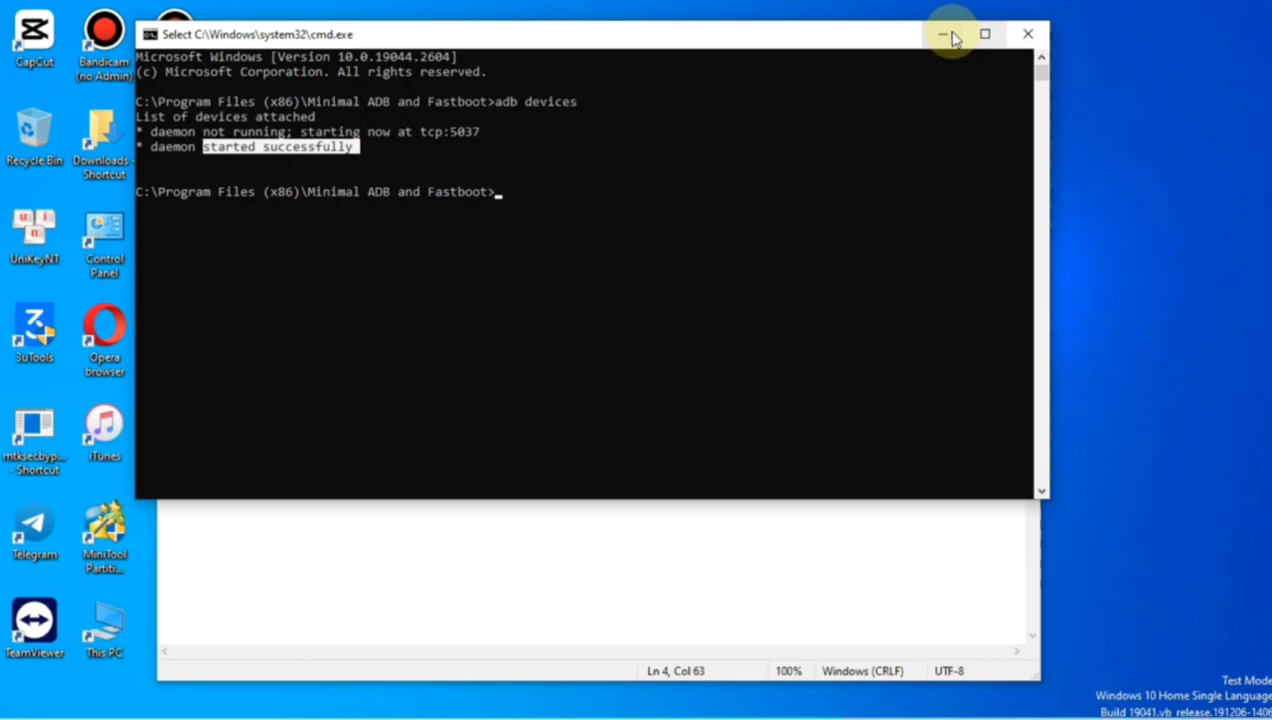 Select C:\Windows\system32\cmd.exe
Microsoft Windows [Version 10.0.19044.2604]
(c) Microsoft Corporation. All rights reserved.
C:\Program Files (x86)\Minimal ADB and Fastboot>adb devices
List of devices attached
* daemon not running; starting now at tcp:5037
* daemon started successfully
C:\Program Files (x86)\Minimal ADB and Fastboot>
CapCut
Bandicam
(no Admin)
Recycle Bin
Downloads -
Shortcut
UniKeyNT
Control
Panel
3uTools
Opera
browser
mtksecbyp...
- Shortcut
iTunes
Telegram
MiniTool
Partiti...
TeamViewer
This PC
Ln 4, Col 63
100%
Windows (CRLF)
UTF-8
Test Mode
Windows 10 Home Single Language
Build 19041.vb_release.191206-1406